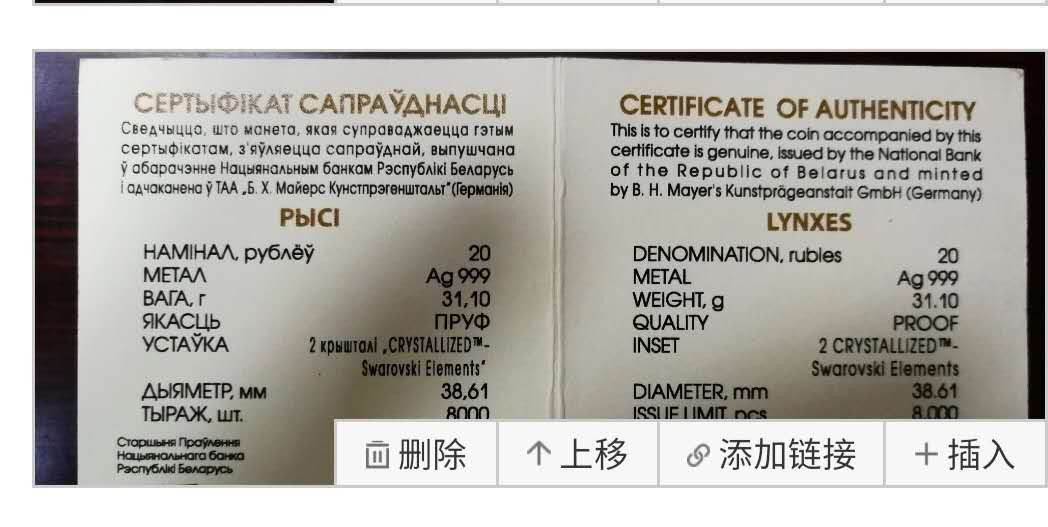 СЕРТЫФІКАТ САПРАЎДНАСЦІ
Сведчыцца, што манета, якая суправаджаецца гэтым
сертыфікатам, з'яўляецца сапраўднай, выпушчана
ў абарачэнне Нацыянальным банкам Рэспублікі Беларусь
і адчаканена ў ТАА „Б. Х. Майерс Кунстпрэгенштальт" (Германія)
РЫСІ
НАМІНАЛ, рублёў 20
МЕТАЛ Ag 999
ВАГА, г 31,10
ЯКАСЦЬ ПРУФ
УСТАЎКА 2 крышталі „CRYSTALLIZED™-
Swarovski Elements"
ДЫЯМЕТР, мм 38,61
ТЫРАЖ, шт. 8000
Старшыня Праўлення
Нацыянальнага банка
Рэспублікі Беларусь
CERTIFICATE OF AUTHENTICITY
This is to certify that the coin accompanied by this
certificate is genuine, issued by the National Bank
of the Republic of Belarus and minted
by B. H. Mayer's Kunstprägeanstalt GmbH (Germany)
LYNXES
DENOMINATION, rubles 20
METAL Ag 999
WEIGHT, g 31.10
QUALITY PROOF
INSET 2 CRYSTALLIZED™-
Swarovski Elements
DIAMETER, mm 38.61
ISSUE LIMIT, pcs 8,000
删除 上移 添加链接 插入